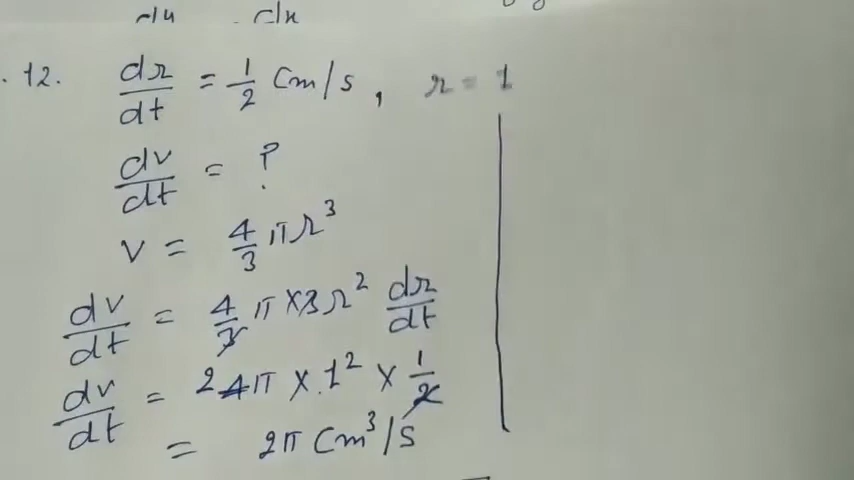 12. dr/dt = 1/2 cm/s, r = 1
dv/dt = ?
v = 4/3 πr³
dv/dt = 4/3 π×3r² dr/dt
dv/dt = 2 4π × 1² × 1/2
= 2π cm³/s